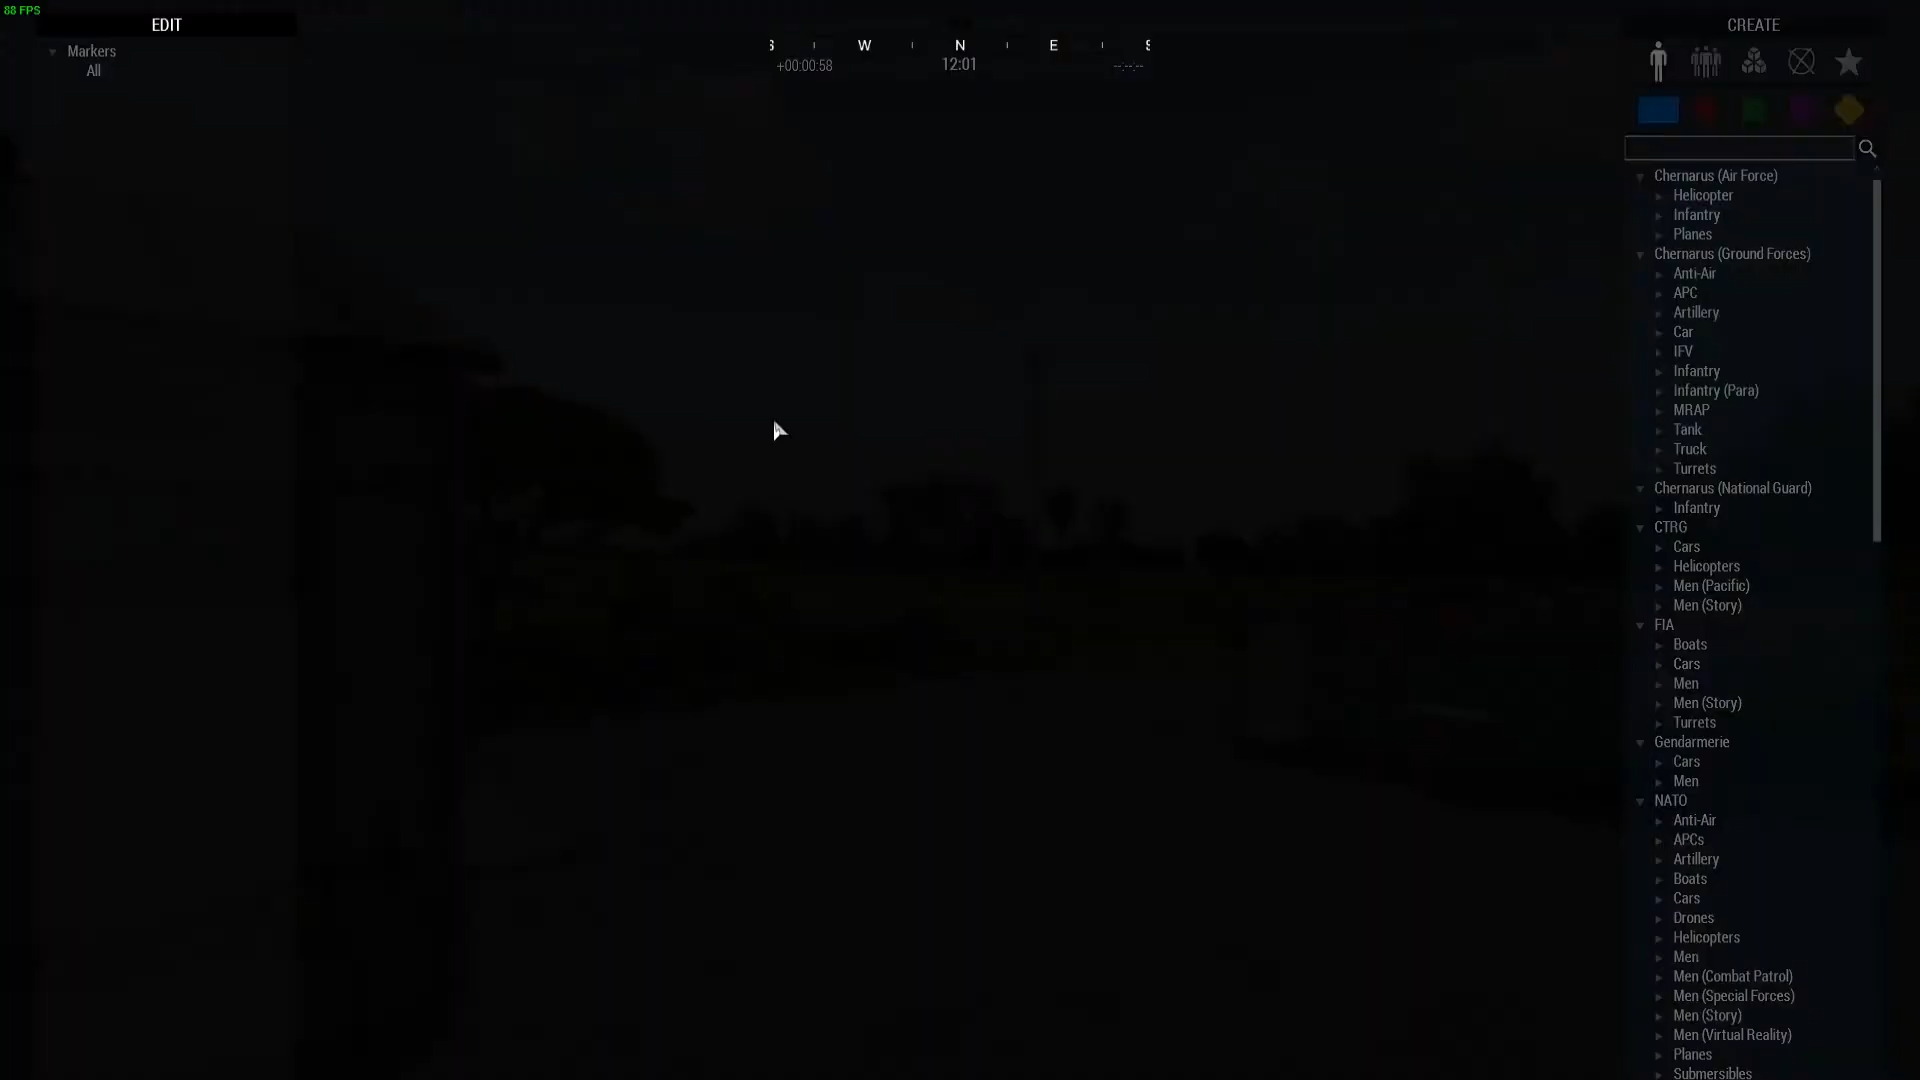 88 FPS
EDIT
Markers
All
S W N E S
+00:00:58 12:01 --:--:--
CREATE
Chernarus (Air Force)
Helicopter
Infantry
Planes
Chernarus (Ground Forces)
Anti-Air
APC
Artillery
Car
IFV
Infantry
Infantry (Para)
MRAP
Tank
Truck
Turrets
Chernarus (National Guard)
Infantry
CTRG
Cars
Helicopters
Men (Pacific)
Men (Story)
FIA
Boats
Cars
Men
Men (Story)
Turrets
Gendarmerie
Cars
Men
NATO
Anti-Air
APCs
Artillery
Boats
Cars
Drones
Helicopters
Men
Men (Combat Patrol)
Men (Special Forces)
Men (Story)
Men (Virtual Reality)
Planes
Submersibles